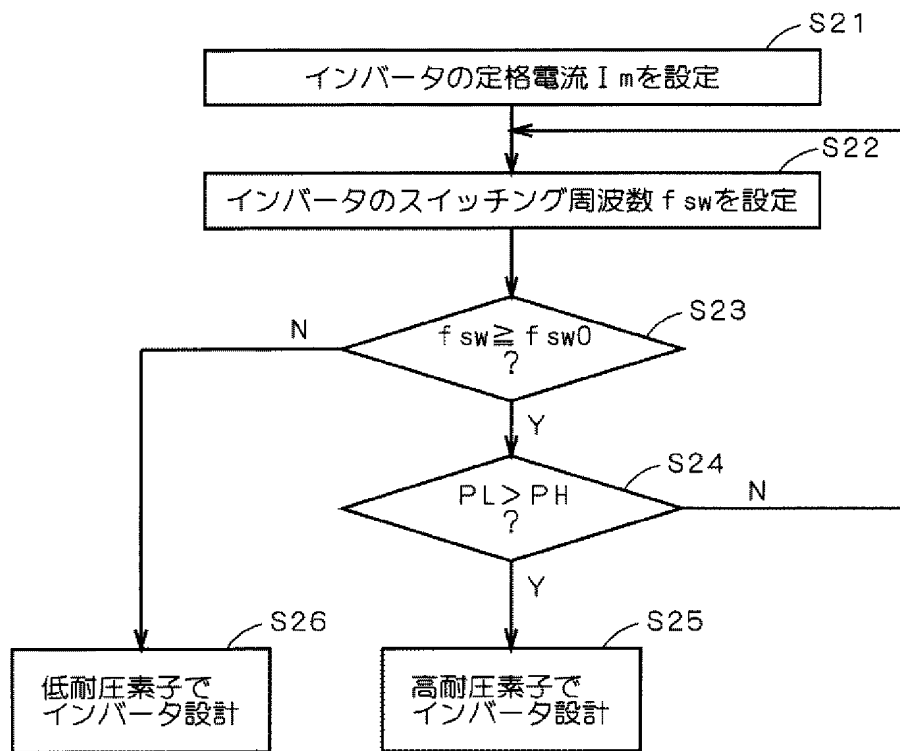 S21
インバータの定格電流Ｉmを設定
S22
インバータのスイッチング周波数ｆswを設定
S23
N
fsw≧fsw0
?
Y
S24
PL>PH
?
N
Y
S26
低耐圧素子で
インバータ設計
S25
高耐圧素子で
インバータ設計